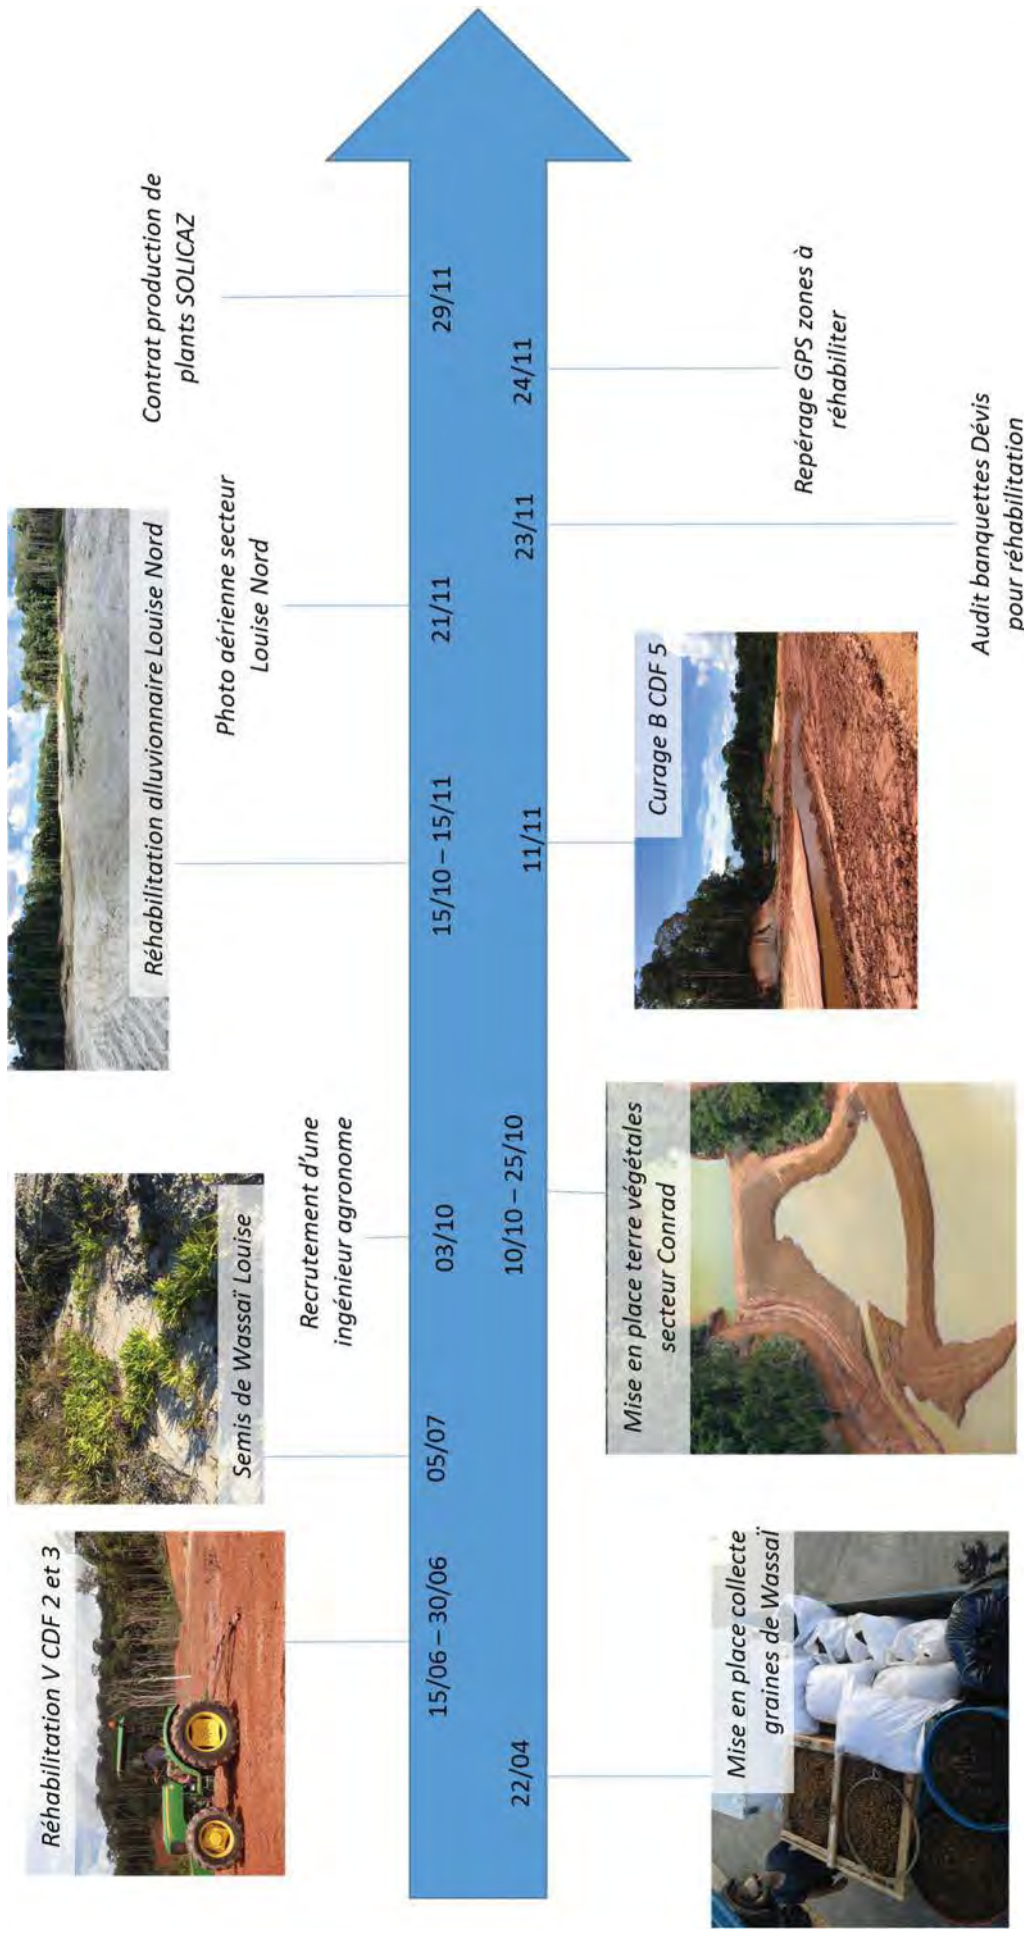 Réhabilitation V CDF 2 et 3
Semis de Wassaï Louise
Recrutement d'une
ingénieur agronome
Réhabilitation alluvionnaire Louise Nord
Photo aérienne secteur
Louise Nord
Contrat production de
plants SOLICAZ
15/06 – 30/06
05/07
03/10
15/10 – 15/11
21/11
29/11
22/04
10/10 – 25/10
11/11
23/11
24/11
Mise en place collecte
graines de Wassaï
Mise en place terre végétales
secteur Conrad
Curage B CDF 5
Audit banquettes Dévis
pour réhabilitation
Repérage GPS zones à
réhabiliter